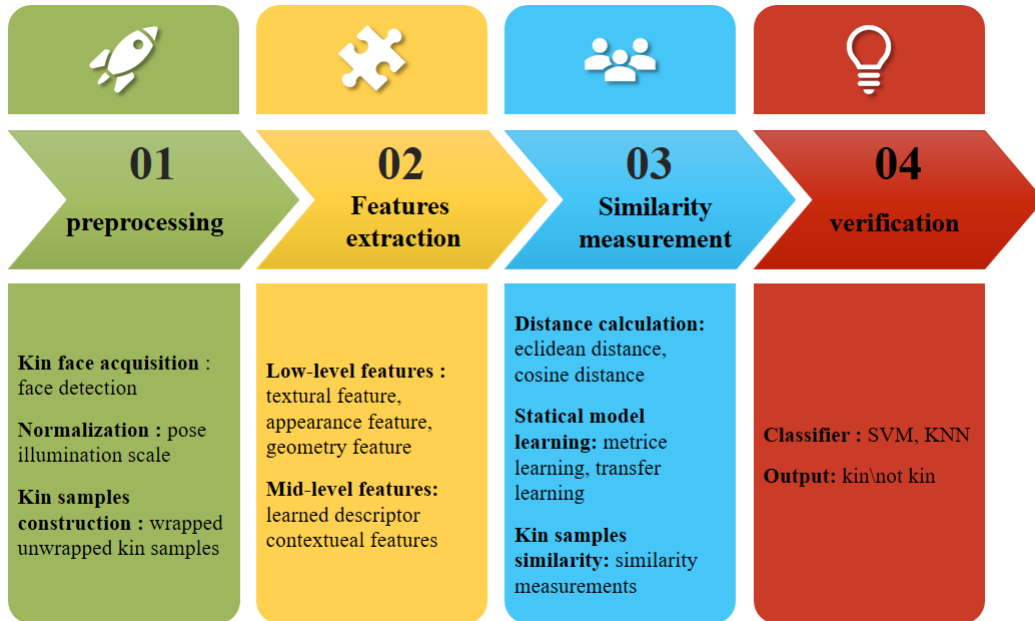 01
preprocessing
02
Features
extraction
03
Similarity
measurement
04
verification
Kin face acquisition :
face detection
Normalization : pose
illumination scale
Kin samples
construction : wrapped
unwrapped kin samples
Low-level features :
textural feature,
appearance feature,
geometry feature
Mid-level features:
learned descriptor
contextueal features
Distance calculation:
eclidean distance,
cosine distance
Statical model
learning: metrice
learning, transfer
learning
Kin samples
similarity: similarity
measurements
Classifier : SVM, KNN
Output: kin\not kin